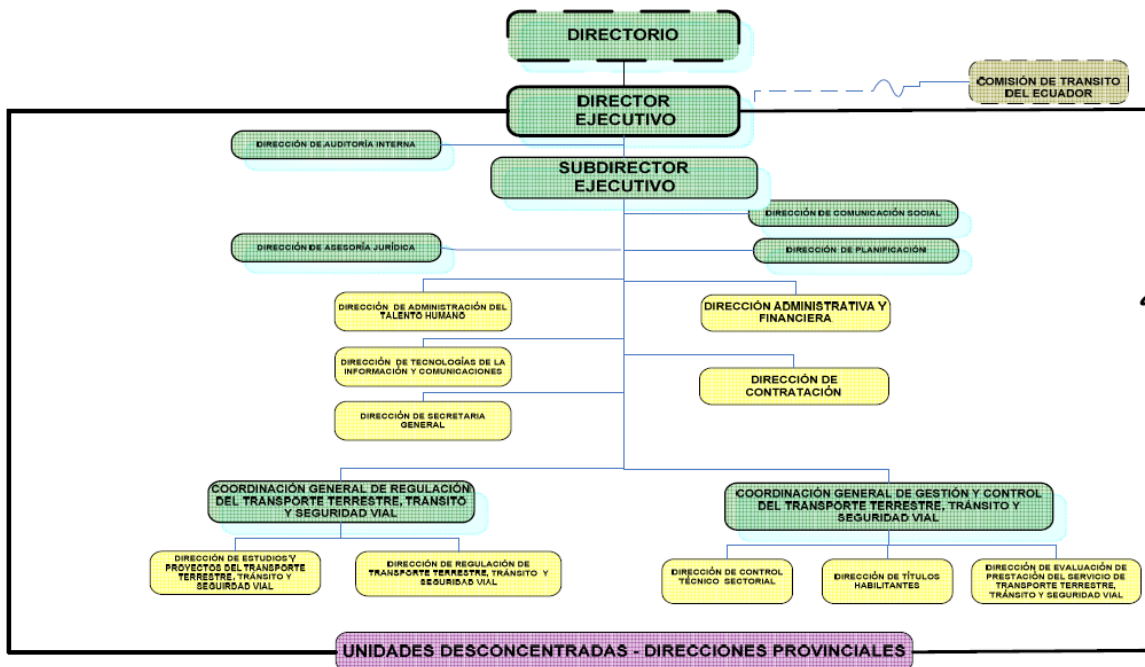 DIRECTORIO
COMISIÓN DE TRANSITO
DEL ECUADOR
DIRECTOR
EJECUTIVO
DIRECCIÓN DE AUDITORÍA INTERNA
SUBDIRECTOR
EJECUTIVO
DIRECCIÓN DE COMUNICACIÓN SOCIAL
DIRECCIÓN DE ASESORÍA JURÍDICA
DIRECCIÓN DE PLANIFICACIÓN
DIRECCIÓN DE ADMINISTRACIÓN DEL
TALENTO HUMANO
DIRECCIÓN ADMINISTRATIVA Y
FINANCIERA
DIRECCIÓN DE TECNOLOGÍAS DE LA
INFORMACIÓN Y COMUNICACIONES
DIRECCIÓN DE
CONTRATACIÓN
DIRECCIÓN DE SECRETARIA
GENERAL
COORDINACIÓN GENERAL DE REGULACIÓN
DEL TRANSPORTE TERRESTRE, TRÁNSITO
Y SEGURIDAD VIAL
COORDINACIÓN GENERAL DE GESTIÓN Y CONTROL
DEL TRANSPORTE TERRESTRE, TRÁNSITO Y
SEGURIDAD VIAL
DIRECCIÓN DE ESTUDIOS Y
PROYECTOS DEL TRANSPORTE
TERRESTRE, TRÁNSITO Y
SEGUIRDAD VIAL
DIRECCIÓN DE REGULACIÓN DE
TRANSPORTE TERRESTRE, TRÁNSITO Y
SEGURIDAD VIAL
DIRECCIÓN DE CONTROL
TÉCNICO SECTORIAL
DIRECCIÓN DE TÍTULOS
HABILITANTES
DIRECCIÓN DE EVALUACIÓN DE
PRESTACIÓN DEL SERVICIO DE
TRANSPORTE TERRESTRE,
TRÁNSITO Y SEGURIDAD VIAL
UNIDADES DESCONCENTRADAS - DIRECCIONES PROVINCIALES